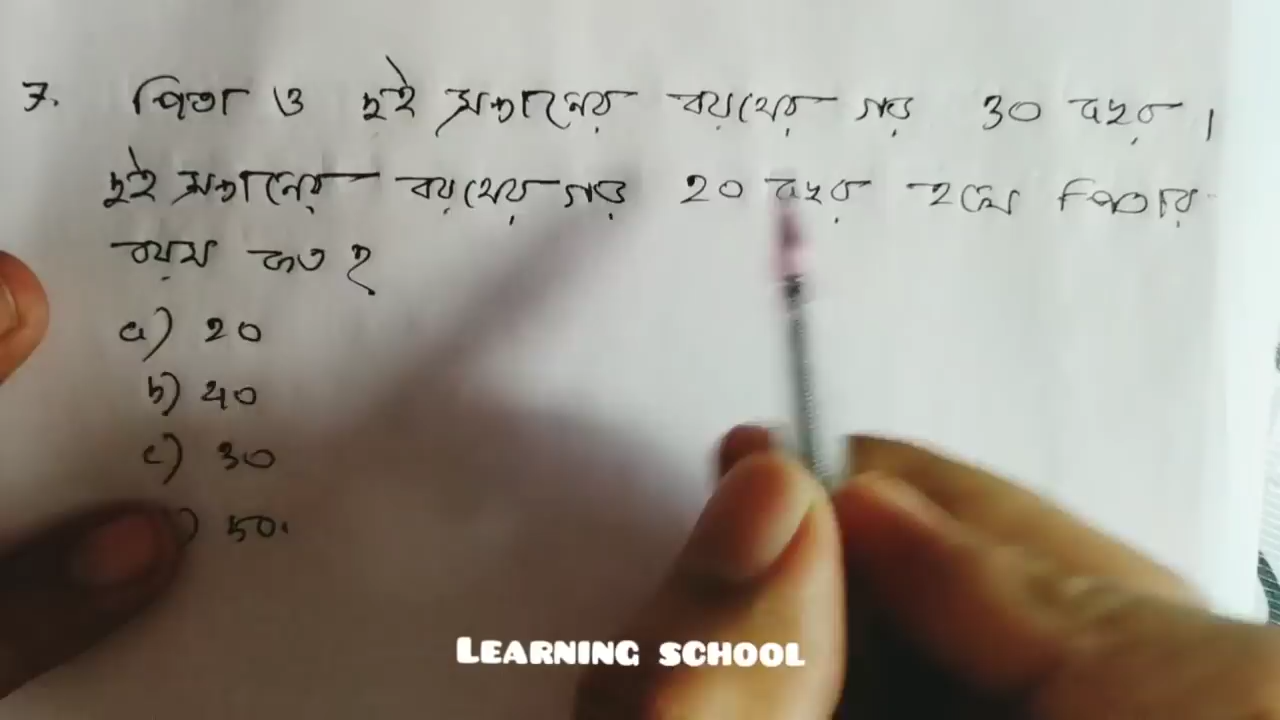 7. পিতা ও দুই সন্তানের বয়সের গড় 30 বছর।
দুই সন্তানের বয়সের গড় 20 বছর হলে পিতার
বয়স কত?
a) 20
b) 40
c) 30
) 50.
LEARNING SCHOOL